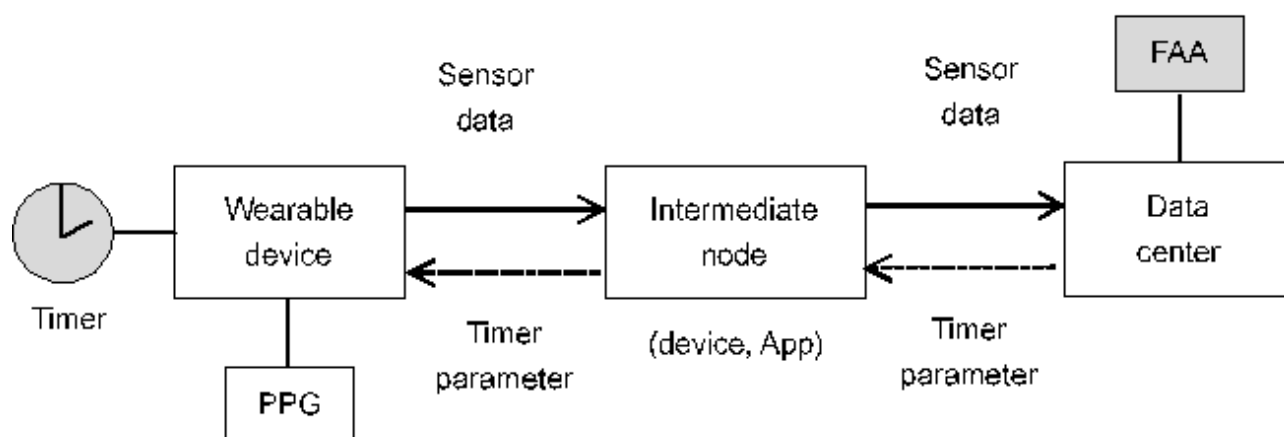 FAA
Sensor
data
Sensor
data
Wearable
device
Intermediate
node
Data
center
Timer
Timer
parameter
(device, App)
Timer
parameter
PPG